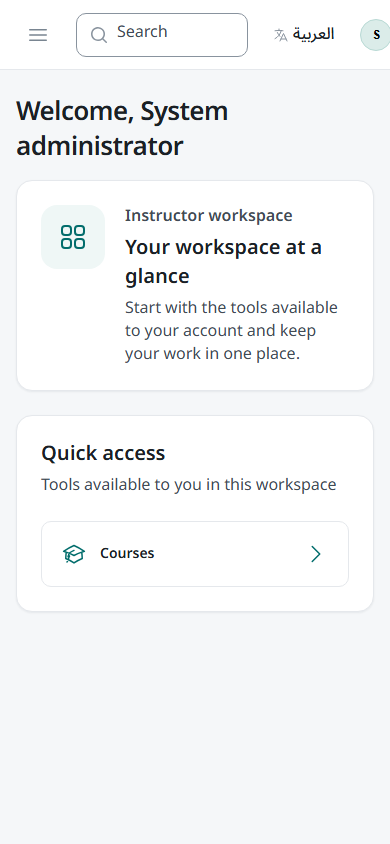 Search
العربية
S
Welcome, System
administrator
Instructor workspace
Your workspace at a
glance
Start with the tools available
to your account and keep
your work in one place.
Quick access
Tools available to you in this workspace
Courses